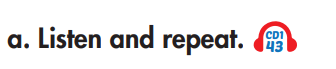 a. Listen and repeat. CD1
43